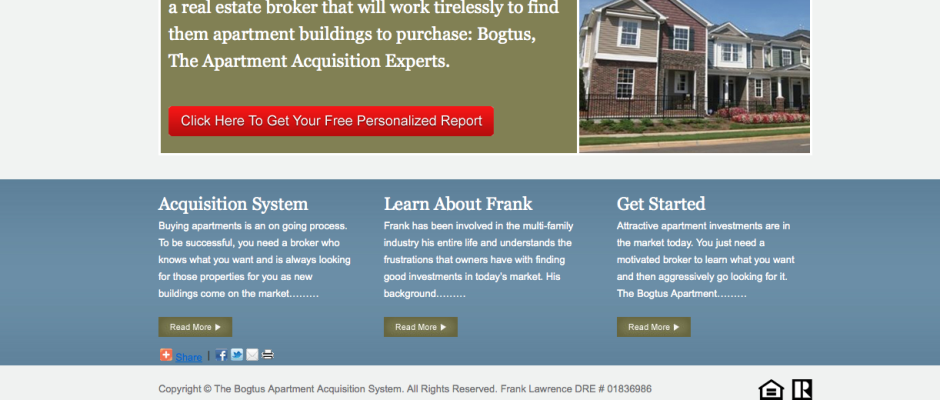 a real estate broker that will work tirelessly to find
them apartment buildings to purchase: Bogtus,
The Apartment Acquisition Experts.
Click Here To Get Your Free Personalized Report
Acquisition System
Buying apartments is an on going process.
To be successful, you need a broker who
knows what you want and is always looking
for those properties for you as new
buildings come on the market.........
Read More
Learn About Frank
Frank has been involved in the multi-family
industry his entire life and understands the
frustrations that owners have with finding
good investments in today's market. His
background.........
Read More
Get Started
Attractive apartment investments are in
the market today. You just need a
motivated broker to learn what you want
and then aggressively go looking for it.
The Bogtus Apartment.........
Read More
Share |
Copyright © The Bogtus Apartment Acquisition System. All Rights Reserved. Frank Lawrence DRE # 01836986